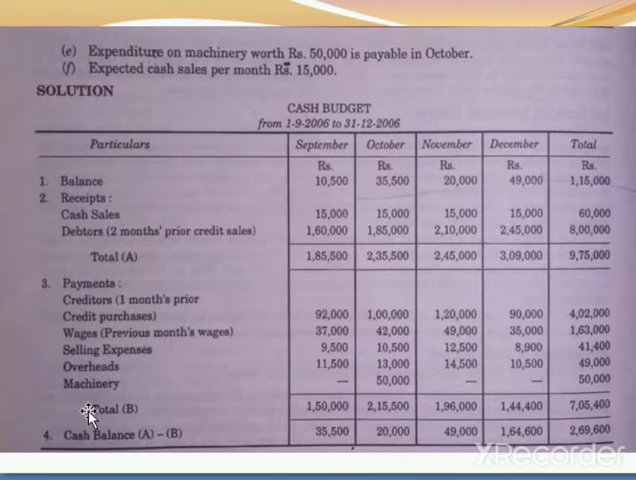 (e) Expenditure on machinery worth Rs. 50,000 is payable in October.
(f) Expected cash sales per month Rs. 15,000.
SOLUTION
CASH BUDGET
from 1-9-2006 to 31-12-2006
Particulars September October November December Total
Rs. Rs. Rs. Rs. Rs.
1. Balance 10,500 35,500 20,000 49,000 1,15,000
2. Receipts :
Cash Sales 15,000 15,000 15,000 15,000 60,000
Debtors (2 months' prior credit sales) 1,60,000 1,85,000 2,10,000 2,45,000 8,00,000
Total (A) 1,85,500 2,35,500 2,45,000 3,09,000 9,75,000
3. Payments :
Creditors (1 month's prior
Credit purchases) 92,000 1,00,000 1,20,000 90,000 4,02,000
Wages (Previous month's wages) 37,000 42,000 49,000 35,000 1,63,000
Selling Expenses 9,500 10,500 12,500 8,900 41,400
Overheads 11,500 13,000 14,500 10,500 49,000
Machinery — 50,000 — — 50,000
Total (B) 1,50,000 2,15,500 1,96,000 1,44,400 7,05,400
4. Cash Balance (A) – (B) 35,500 20,000 49,000 1,64,600 2,69,600
XRecorder